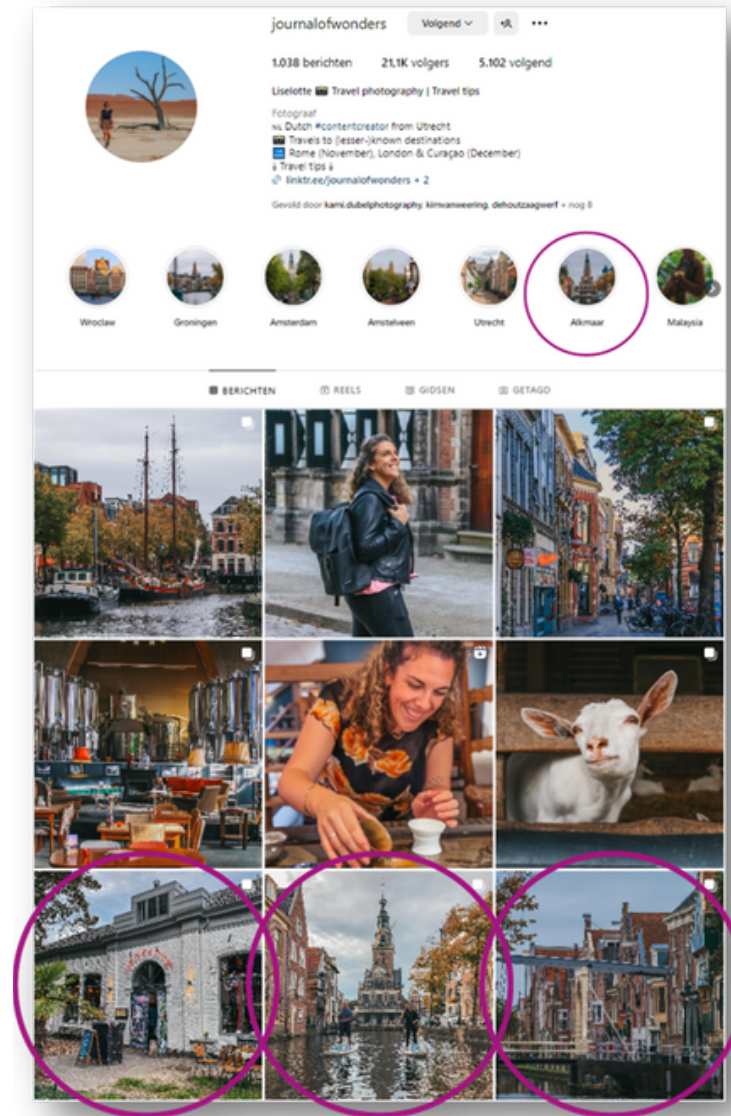 journalofwonders Volgend
1.038 berichten 21,1K volgers 5.102 volgend
Liselotte 📷 Travel photography | Travel tips
Fotograaf
NL Dutch #contentcreator from Utrecht
📷 Travels to (lesser-)known destinations
Rome (November), London & Curaçao (December)
Travel tips
linktr.ee/journalofwonders + 2
Gevolgd door kami.dubelphotography, kimvanweering, dehoutzaagwerf + nog 8
Wroclaw Groningen Amsterdam Amstelveen Utrecht Alkmaar Malaysia
BERICHTEN REELS GIDSEN GETAGD